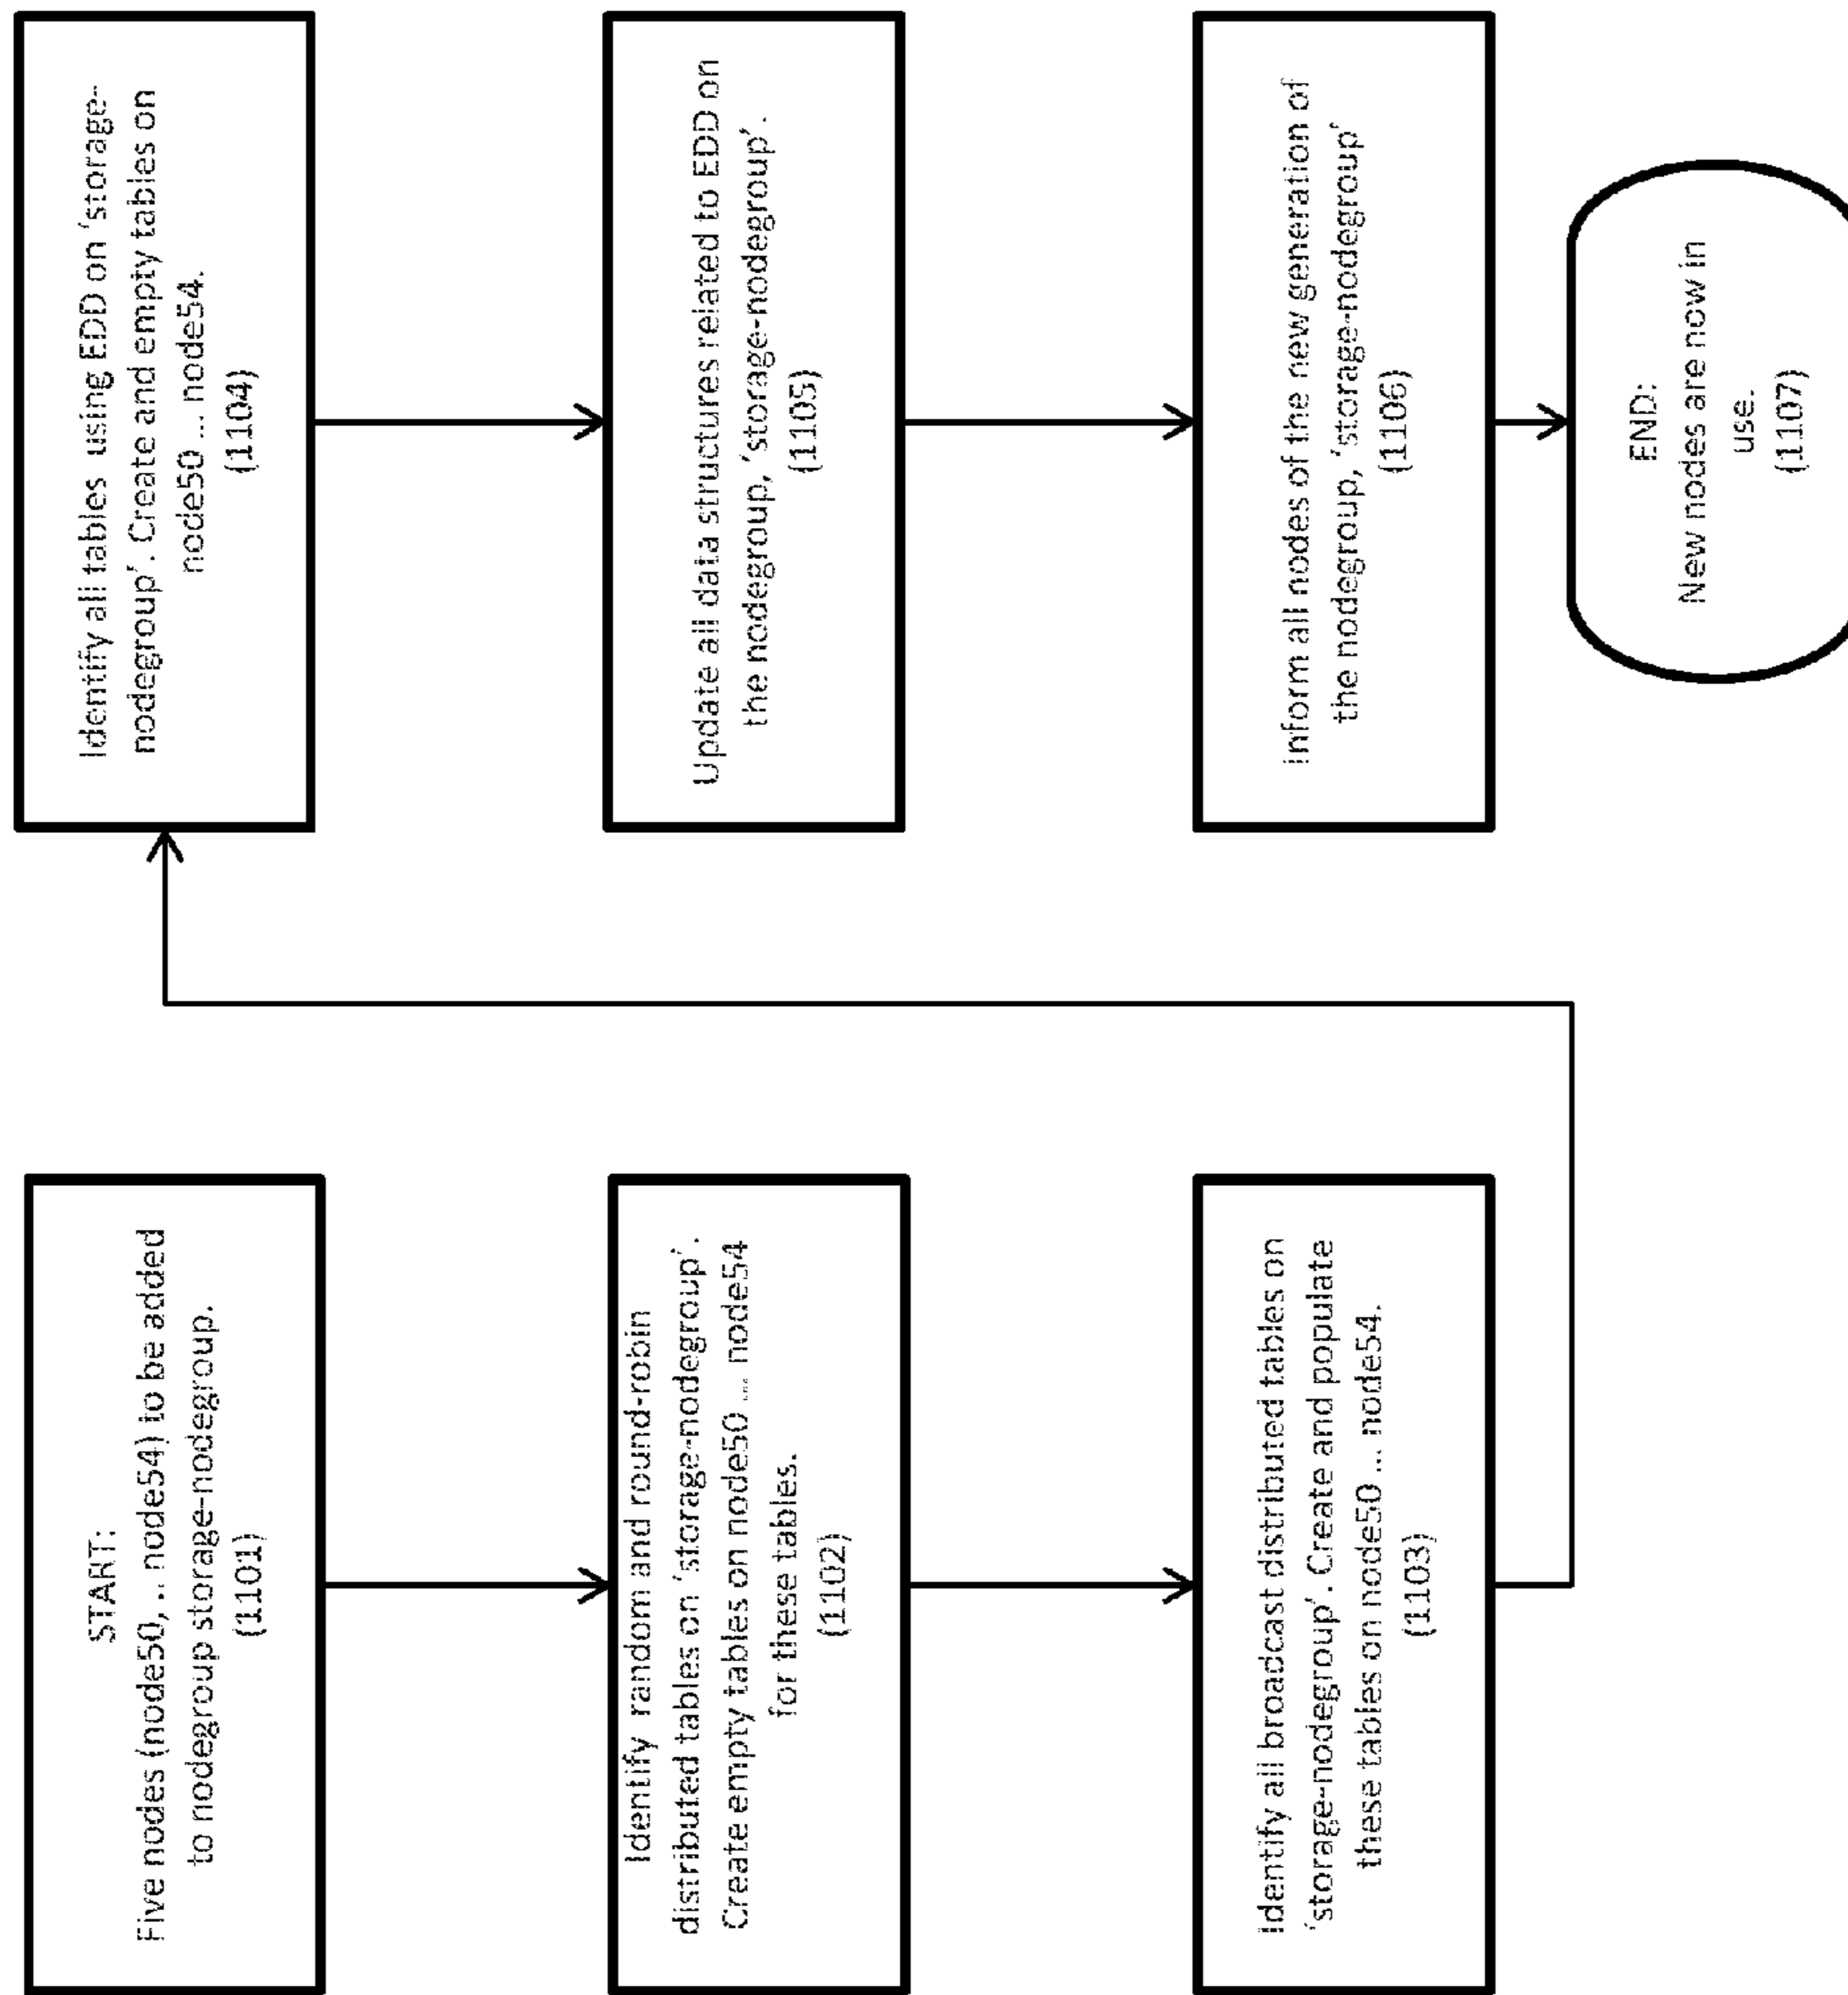 START:
Five nodes (node50, .. node54) to be added
to nodegroup storage-nodegroup.
(1101)
Identify random and round-robin
distributed tables on 'storage-nodegroup'.
Create empty tables on node50 ... node54
for these tables.
(1102)
Identify all broadcast distributed tables on
'storage-nodegroup'. Create and populate
these tables on node50 ... node54.
(1103)
Identify all tables using EDD on 'storage-
nodegroup'. Create and empty tables on
node50 ... node54.
(1104)
Update all data structures related to EDD on
the nodegroup, 'storage-nodegroup'.
(1105)
Inform all nodes of the new generation of
the nodegroup, 'storage-nodegroup'
(1106)
END:
New nodes are now in
use.
(1107)